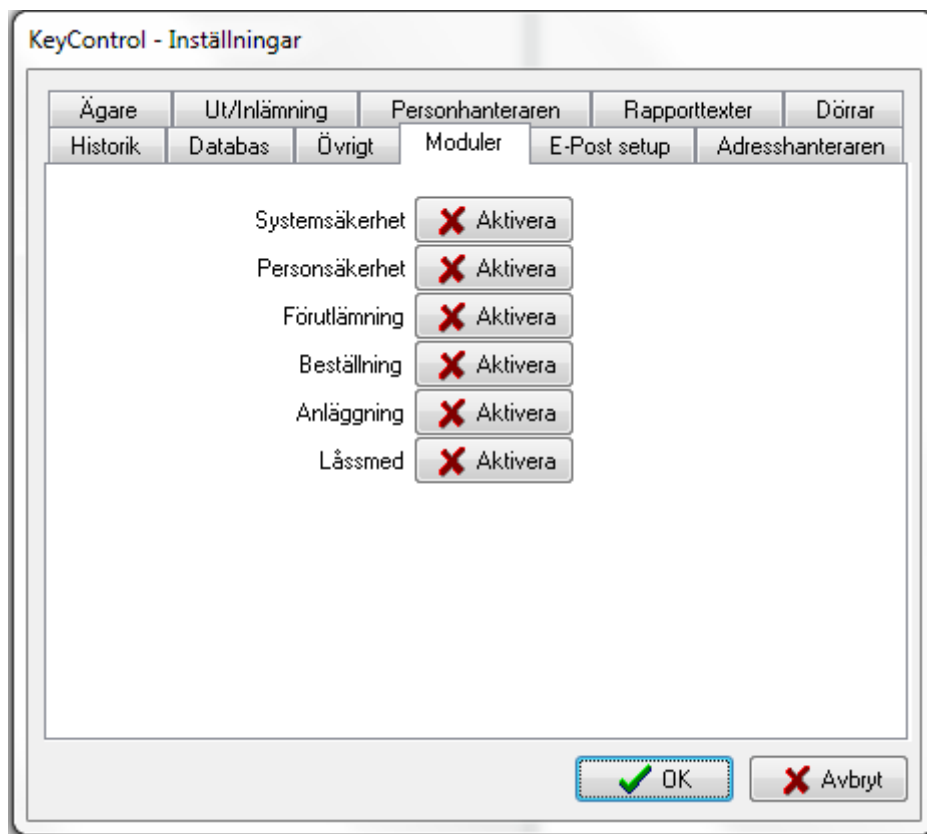 KeyControl - Inställningar
Ägare Ut/Inlämning Personhanteraren Rapporttexter Dörrar
Historik Databas Övrigt Moduler E-Post setup Adresshanteraren
Systemsäkerhet Aktivera
Personsäkerhet Aktivera
Förutlämning Aktivera
Beställning Aktivera
Anläggning Aktivera
Låssmed Aktivera
OK Avbryt